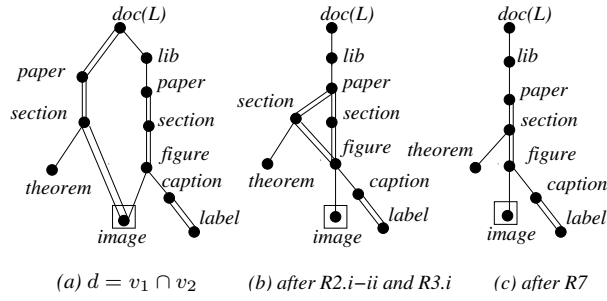 doc(L)
lib
paper
paper
section
section
figure
theorem
caption
label
image
(a) d = v₁ ∩ v₂
doc(L)
lib
paper
section
section
figure
theorem
caption
label
image
(b) after R2.i−ii and R3.i
doc(L)
lib
paper
section
theorem
figure
caption
label
image
(c) after R7